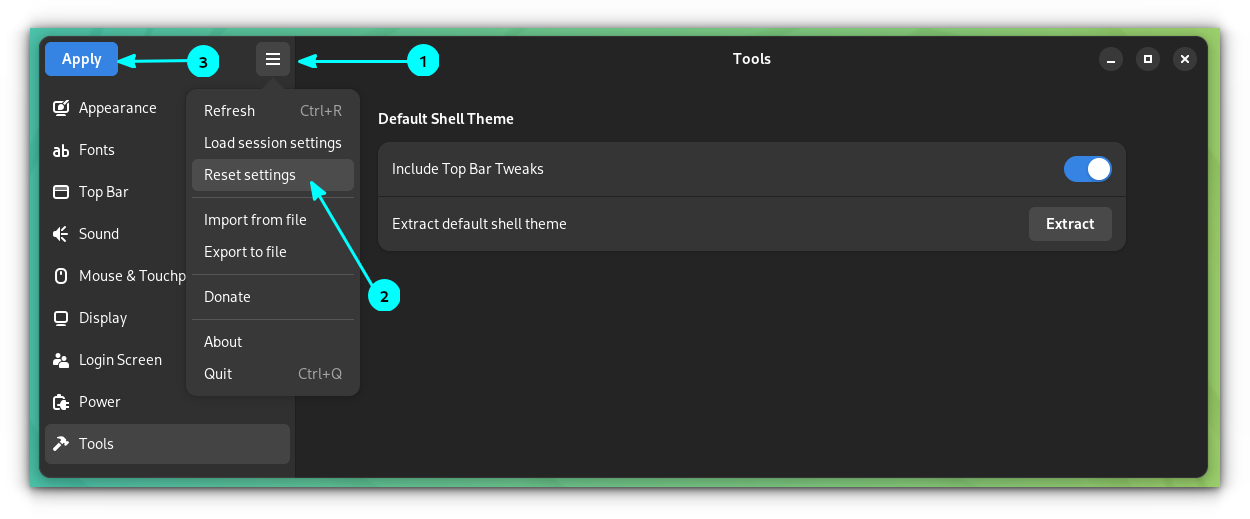 Apply
3
1
Tools
Appearance
Fonts
Top Bar
Sound
Mouse & Touchp
Display
Login Screen
Power
Tools
Refresh Ctrl+R
Load session settings
Reset settings
Import from file
Export to file
Donate
About
Quit Ctrl+Q
2
Default Shell Theme
Include Top Bar Tweaks
Extract default shell theme Extract